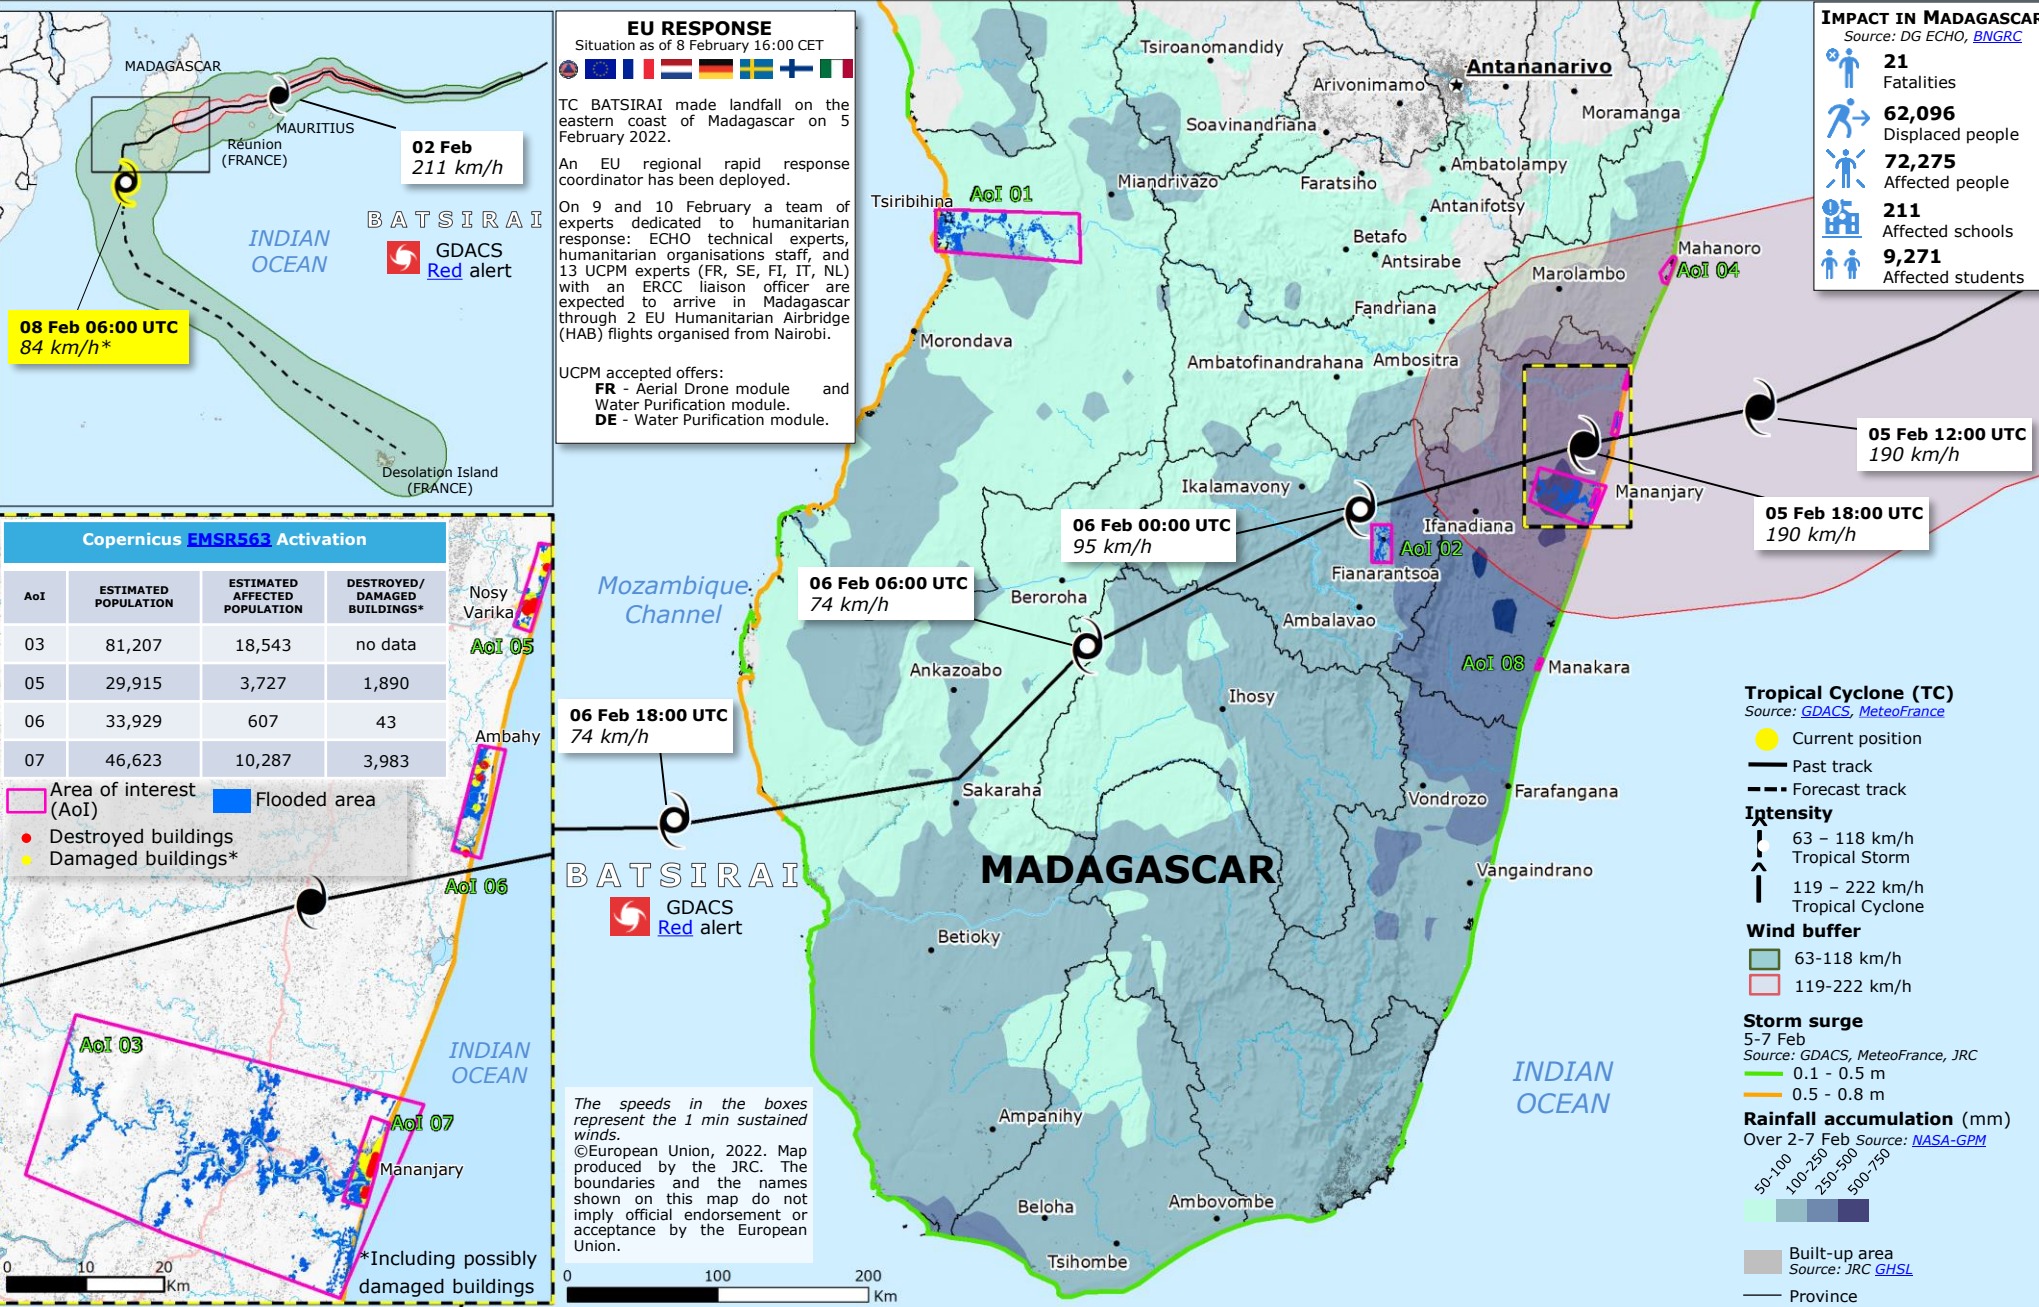 MADAGASCAR
MAURITIUS
Réunion
(FRANCE)
02 Feb
211 km/h
BATSIRAI
INDIAN
OCEAN
GDACS
Red alert
08 Feb 06:00 UTC
84 km/h*
Desolation Island
(FRANCE)
EU RESPONSE
Situation as of 8 February 16:00 CET
TC BATSIRAI made landfall on the
eastern coast of Madagascar on 5
February 2022.
An EU regional rapid response
coordinator has been deployed.
On 9 and 10 February a team of
experts dedicated to humanitarian
response: ECHO technical experts,
humanitarian organisations staff, and
13 UCPM experts (FR, SE, FI, IT, NL)
with an ERCC liaison officer are
expected to arrive in Madagascar
through 2 EU Humanitarian Airbridge
(HAB) flights organised from Nairobi.
UCPM accepted offers:
FR - Aerial Drone module and
Water Purification module.
DE - Water Purification module.
IMPACT IN MADAGASCAR
Source: DG ECHO, BNGRC
21
Fatalities
62,096
Displaced people
72,275
Affected people
211
Affected schools
9,271
Affected students
Tsiroanomandidy
Antananarivo
Arivonimamo
Moramanga
Soavinandriana
Ambatolampy
Miandrivazo
Faratsiho
Tsiribihina
AoI 01
Antanifotsy
Betafo
Antsirabe
Mahanoro
AoI 04
Marolambo
Fandriana
Morondava
Ambatofinandrahana
Ambositra
05 Feb 12:00 UTC
190 km/h
Ikalamavony
Mananjary
05 Feb 18:00 UTC
190 km/h
06 Feb 00:00 UTC
95 km/h
Ifanadiana
AoI 02
Fianarantsoa
Mozambique
Channel
06 Feb 06:00 UTC
74 km/h
Beroroha
Ambalavao
Ankazoabo
AoI 08
Manakara
Ihosy
06 Feb 18:00 UTC
74 km/h
Sakaraha
Vondrozo
Farafangana
MADAGASCAR
Vangaindrano
BATSIRAI
GDACS
Red alert
Betioky
INDIAN
OCEAN
Ampanihy
Beloha
Ambovombe
Tsihombe
Copernicus EMSR563 Activation
AoI ESTIMATED POPULATION ESTIMATED AFFECTED POPULATION DESTROYED/ DAMAGED BUILDINGS*
03 81,207 18,543 no data
05 29,915 3,727 1,890
06 33,929 607 43
07 46,623 10,287 3,983
Area of interest
(AoI)
Flooded area
Destroyed buildings
Damaged buildings*
Nosy
Varika
AoI 05
Ambahy
AoI 06
AoI 03
INDIAN
OCEAN
AoI 07
Mananjary
*Including possibly
damaged buildings
0 10 20
Km
The speeds in the boxes
represent the 1 min sustained
winds.
©European Union, 2022. Map
produced by the JRC. The
boundaries and the names
shown on this map do not
imply official endorsement or
acceptance by the European
Union.
0 100 200
Km
Tropical Cyclone (TC)
Source: GDACS, MeteoFrance
Current position
Past track
Forecast track
Intensity
63 – 118 km/h
Tropical Storm
119 – 222 km/h
Tropical Cyclone
Wind buffer
63-118 km/h
119-222 km/h
Storm surge
5-7 Feb
Source: GDACS, MeteoFrance, JRC
0.1 - 0.5 m
0.5 - 0.8 m
Rainfall accumulation (mm)
Over 2-7 Feb Source: NASA-GPM
50-100 100-250 250-500 500-750
Built-up area
Source: JRC GHSL
Province